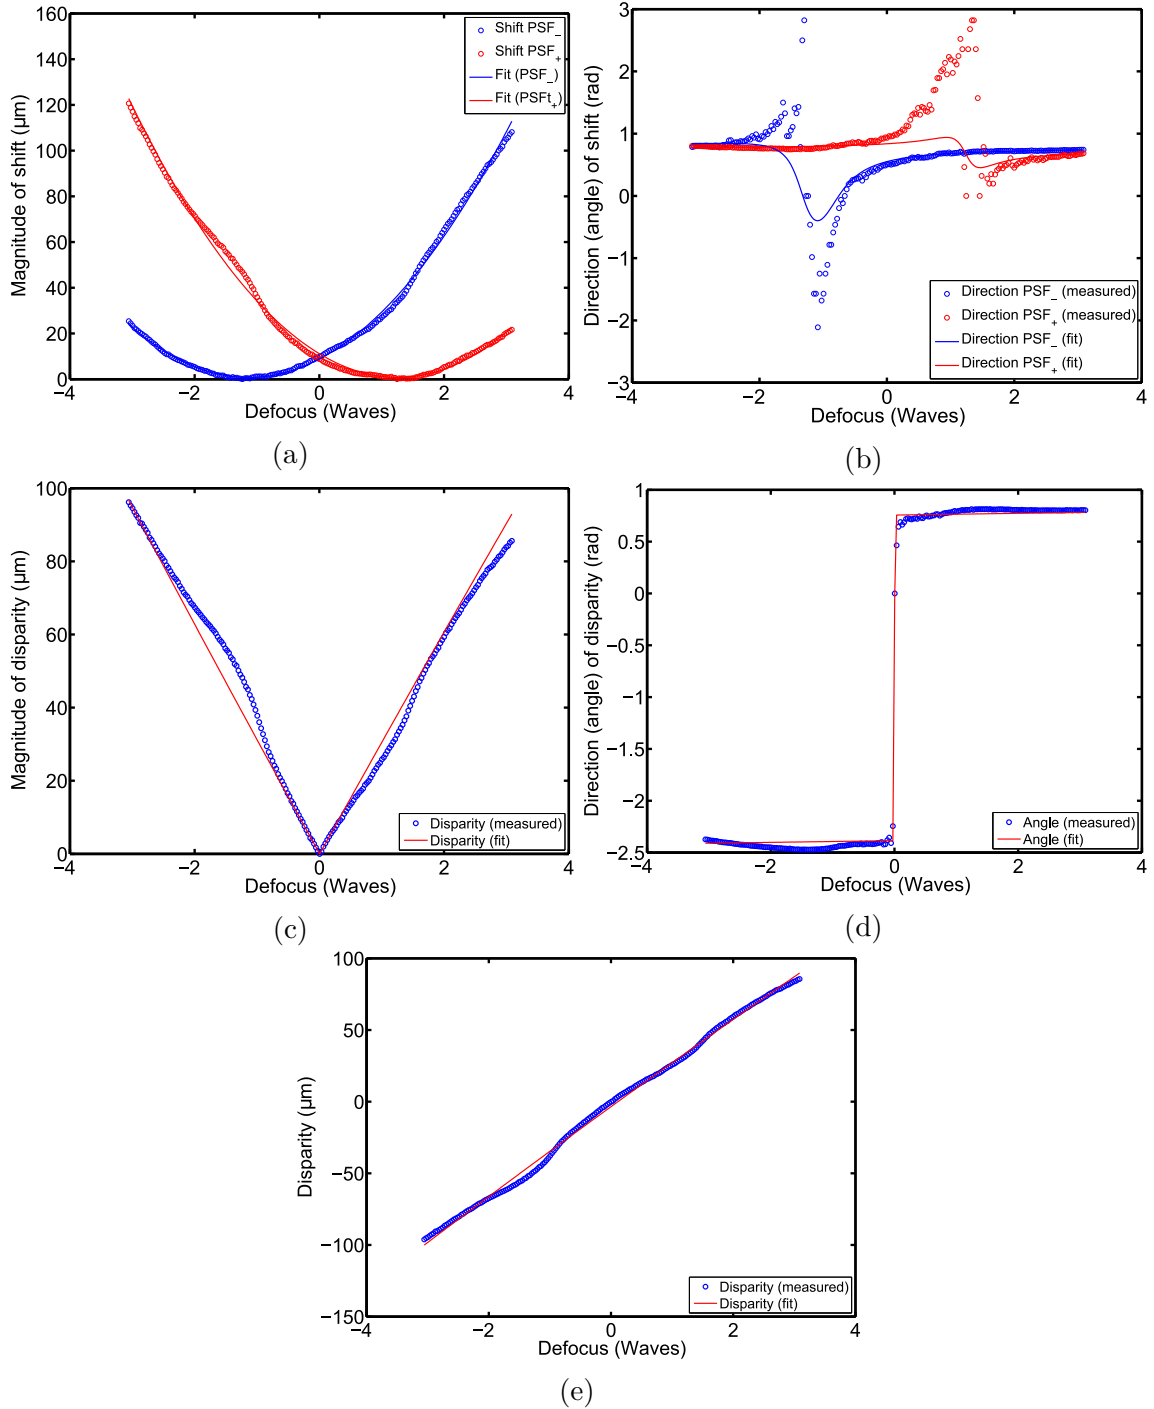 160
140
120
100
80
60
40
20
0
−4
−2
0
2
4
Magnitude of shift (μm)
Defocus (Waves)
Shift PSF_−
Shift PSF_+
Fit (PSF_−)
Fit (PSFt_+)
(a)
3
2
1
0
−1
−2
−3
−4
−2
0
2
4
Direction (angle) of shift (rad)
Defocus (Waves)
Direction PSF_− (measured)
Direction PSF_+ (measured)
Direction PSF_− (fit)
Direction PSF_+ (fit)
(b)
100
80
60
40
20
0
−4
−2
0
2
4
Magnitude of disparity (μm)
Defocus (Waves)
Disparity (measured)
Disparity (fit)
(c)
1
0.5
0
−0.5
−1
−1.5
−2
−2.5
−4
−2
0
2
4
Direction (angle) of disparity (rad)
Defocus (Waves)
Angle (measured)
Angle (fit)
(d)
100
50
0
−50
−100
−150
−4
−2
0
2
4
Disparity (μm)
Defocus (Waves)
Disparity (measured)
Disparity (fit)
(e)